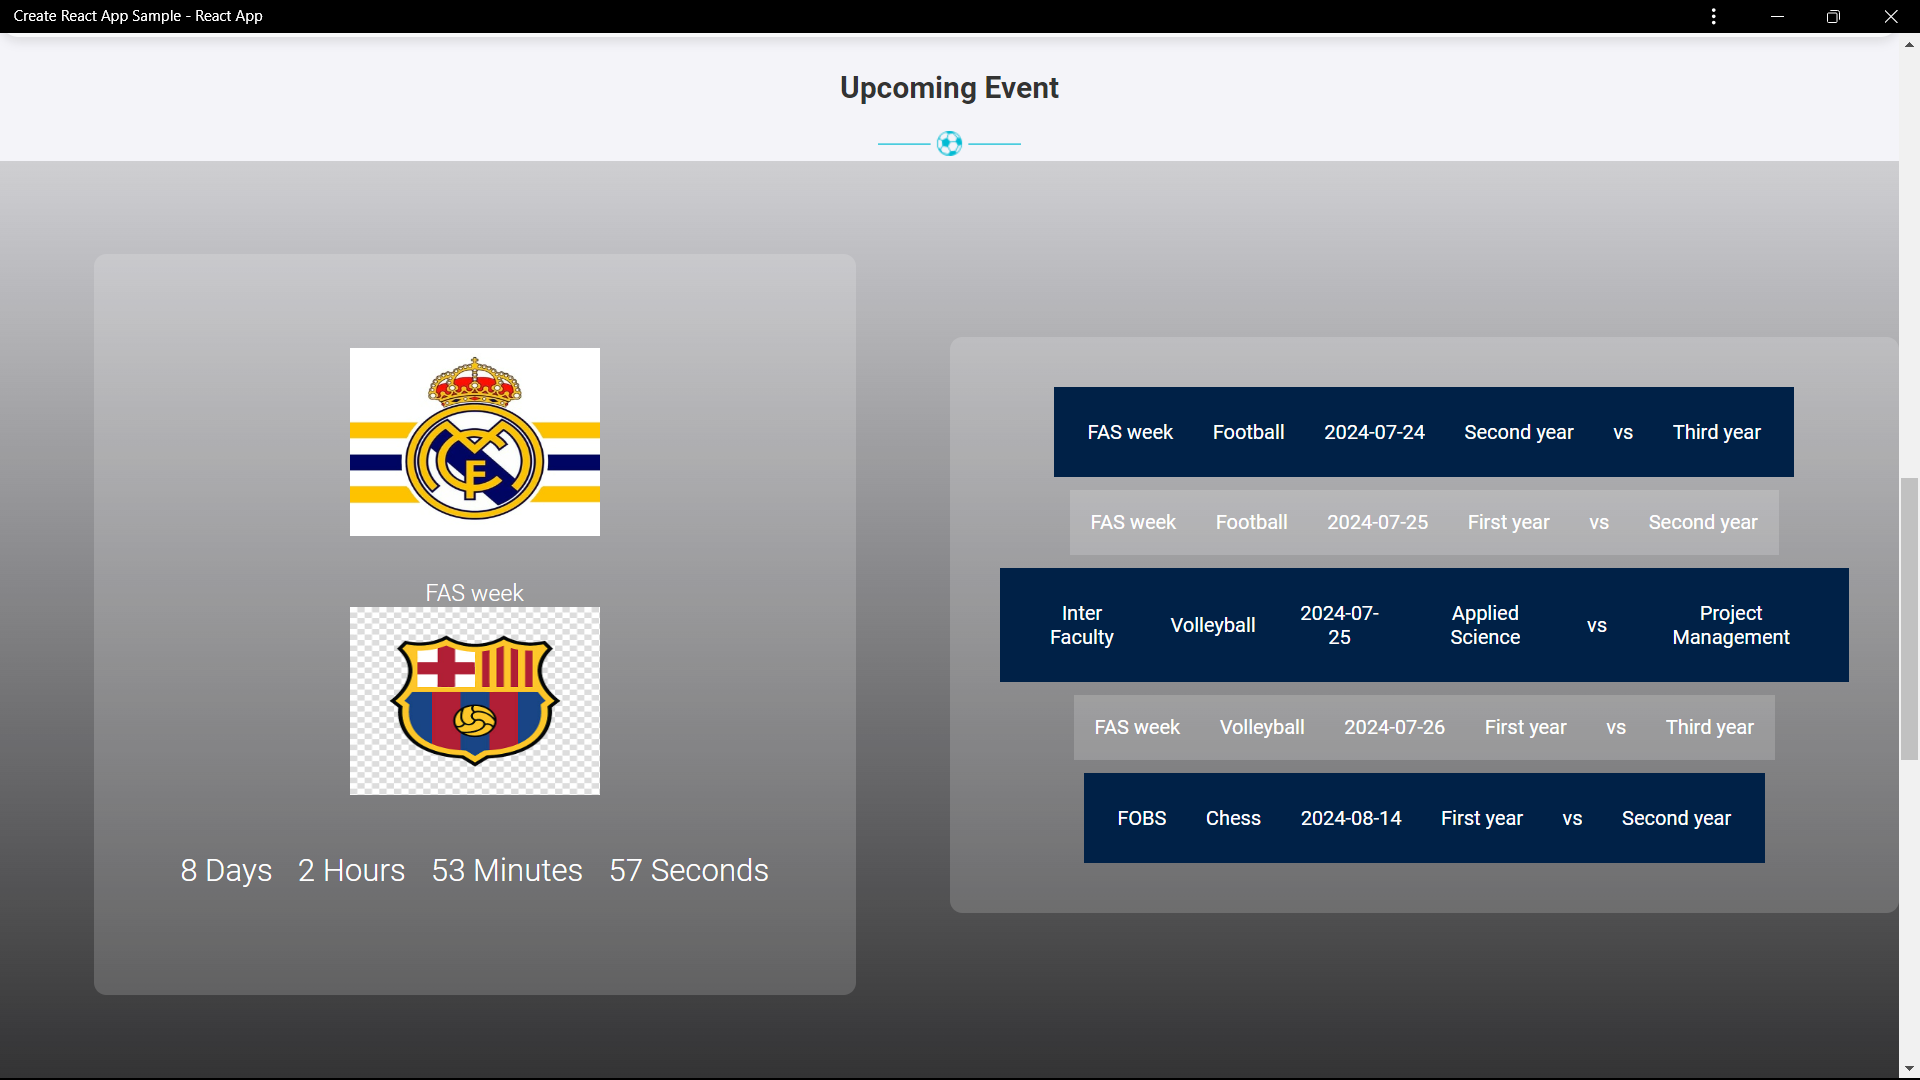 Create React App Sample - React App
Upcoming Event
FAS week
8 Days 2 Hours 53 Minutes 57 Seconds
FAS week Football 2024-07-24 Second year vs Third year
FAS week Football 2024-07-25 First year vs Second year
Inter Faculty Volleyball 2024-07-25 Applied Science vs Project Management
FAS week Volleyball 2024-07-26 First year vs Third year
FOBS Chess 2024-08-14 First year vs Second year